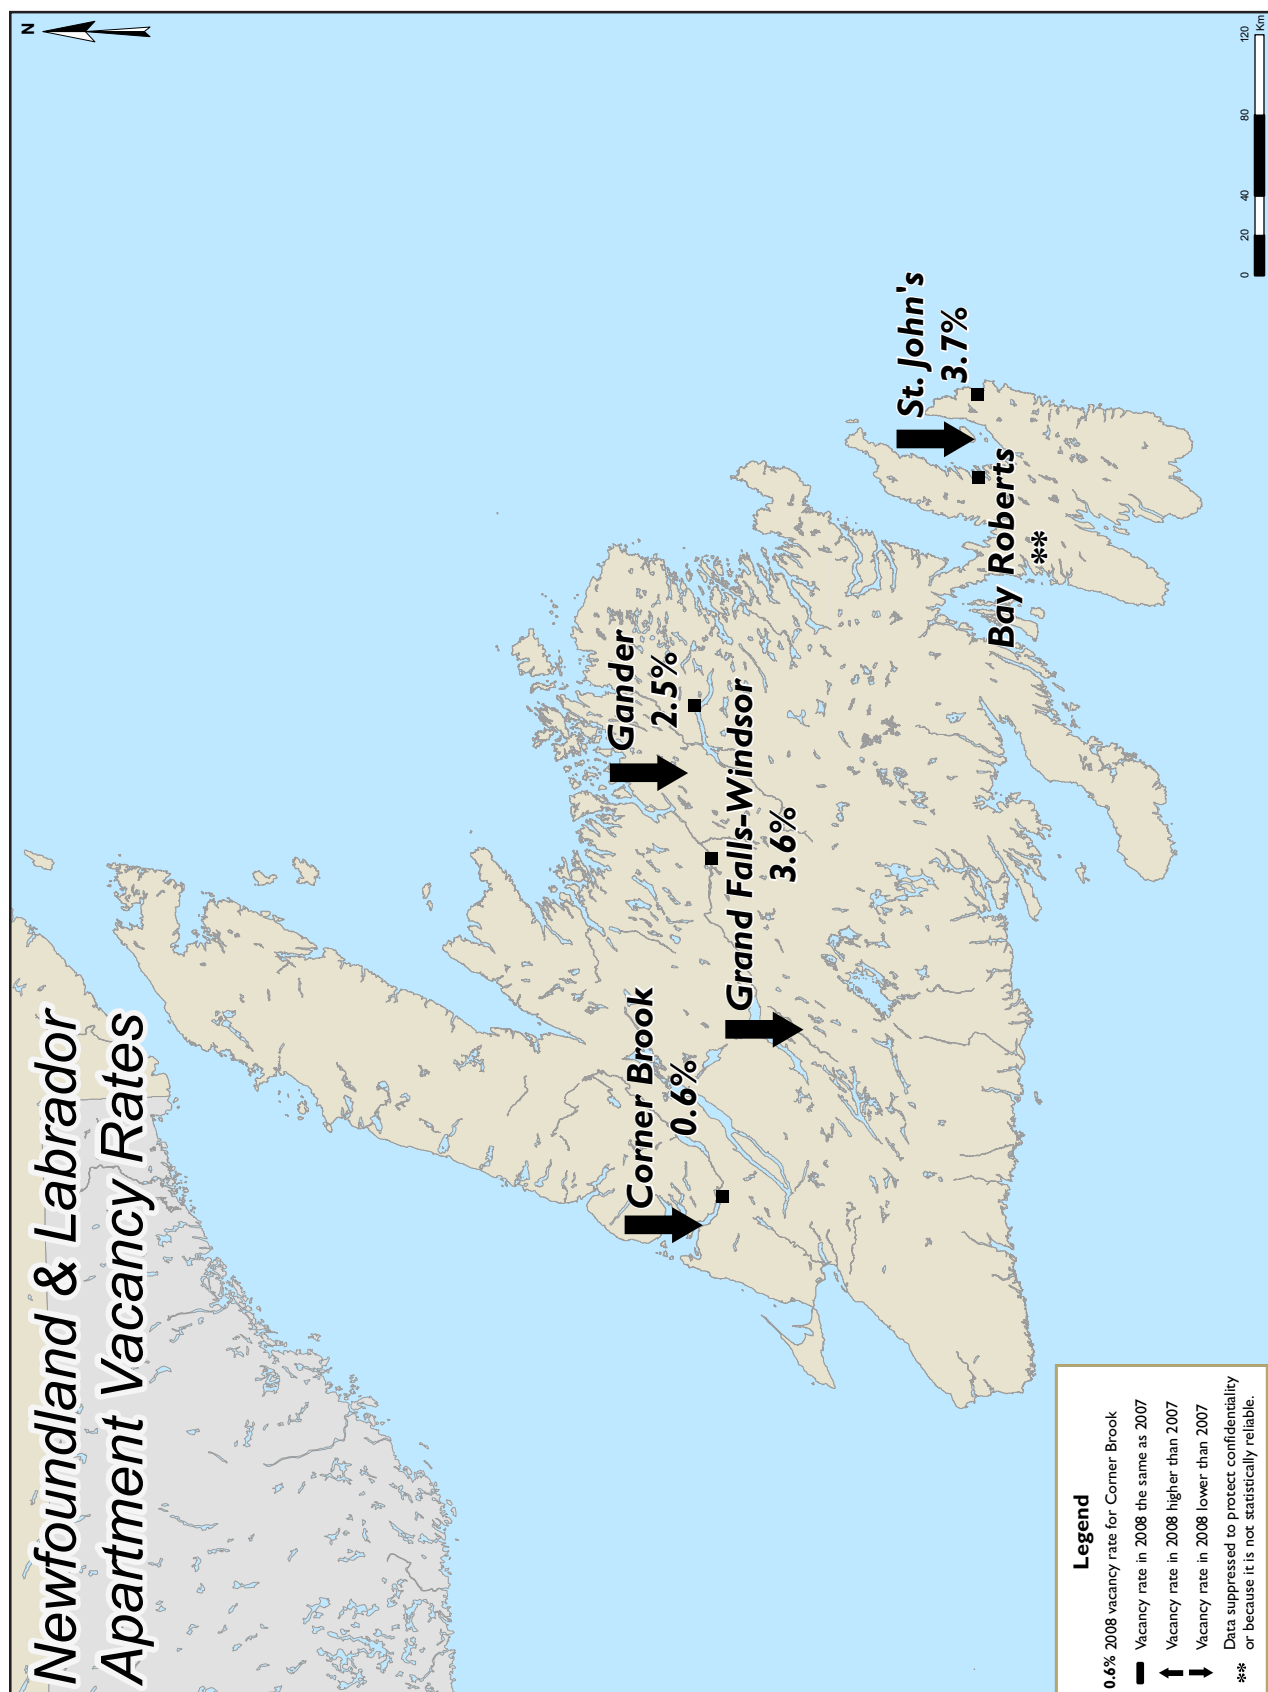 Newfoundland & Labrador
Apartment Vacancy Rates
N
Corner Brook
0.6%
Grand Falls-Windsor
3.6%
Gander
2.5%
Bay Roberts
**
St. John's
3.7%
Legend
0.6% 2008 vacancy rate for Corner Brook
Vacancy rate in 2008 the same as 2007
Vacancy rate in 2008 higher than 2007
Vacancy rate in 2008 lower than 2007
** Data suppressed to protect confidentiality
or because it is not statistically reliable.
0 20 40 80 120
Km